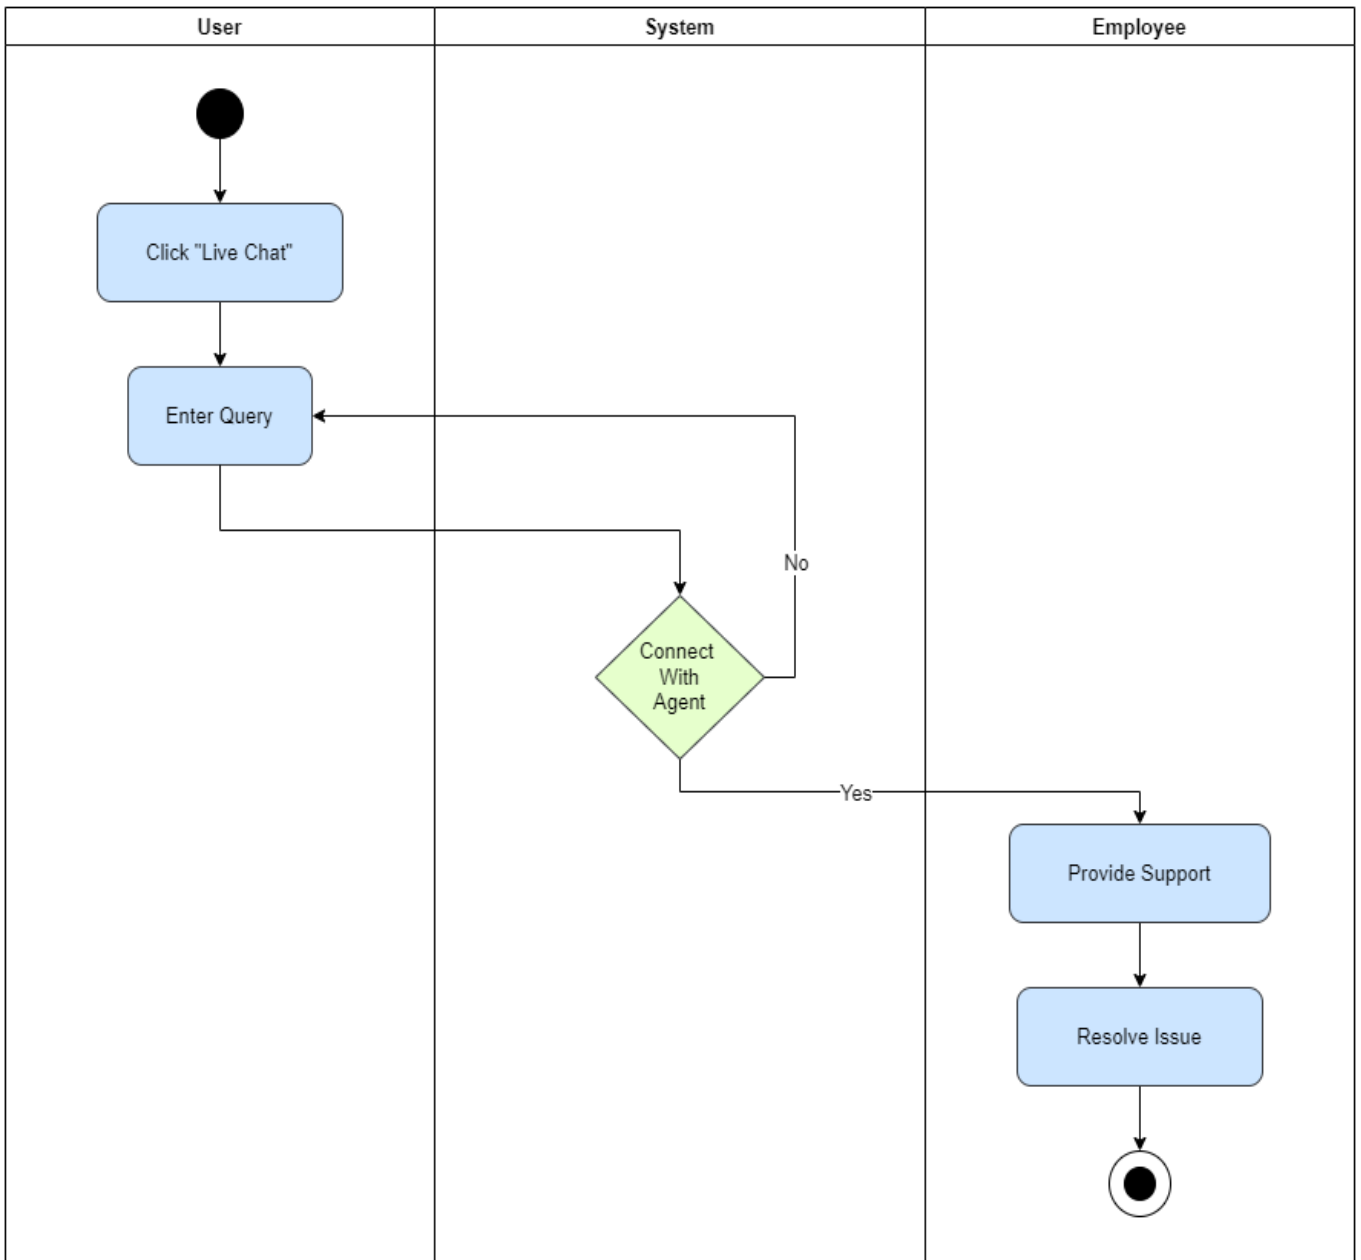 User
System
Employee
Click "Live Chat"
Enter Query
No
Connect
With
Agent
Yes
Provide Support
Resolve Issue